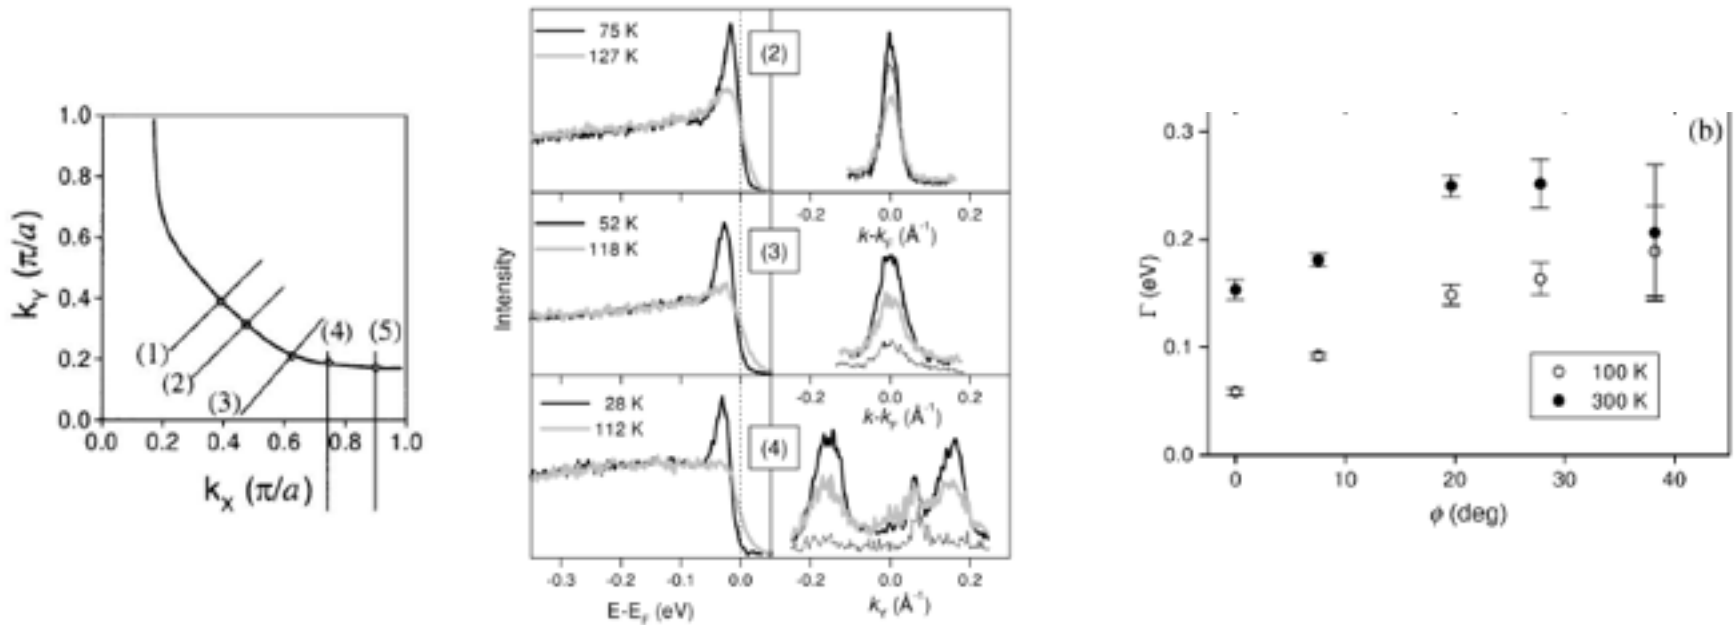 1.0
0.8
0.6
0.4
0.2
0.0
k_Y (π/a)
(1)
(2)
(3)
(4)
(5)
0.0 0.2 0.4 0.6 0.8 1.0
k_X (π/a)
Intensity
75 K
127 K
(2)
-0.2 0.0 0.2
k-k_F (Å⁻¹)
52 K
118 K
(3)
-0.2 0.0 0.2
k-k_F (Å⁻¹)
28 K
112 K
(4)
-0.3 -0.2 -0.1 0.0
E-E_F (eV)
-0.2 0.0 0.2
k_Y (Å⁻¹)
(b)
0.3
0.2
0.1
0.0
Γ (eV)
100 K
300 K
0 10 20 30 40
ϕ (deg)